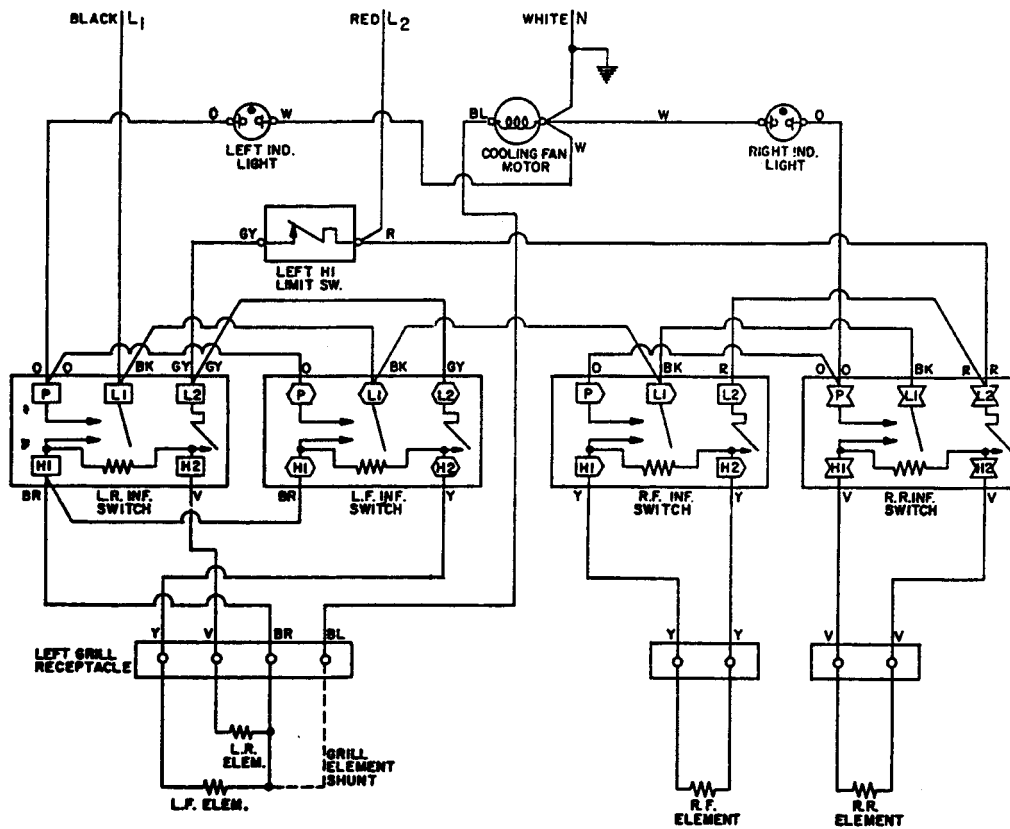 BLACK L1
RED L2
WHITE N
O
W
LEFT IND.
LIGHT
BL
COOLING FAN
MOTOR
W
W
O
RIGHT IND.
LIGHT
GY
R
LEFT HI
LIMIT SW.
O O BK GY GY
O BK GY
O BK R
O O BK R R
P L1 L2
P L1 L2
P L1 L2
P L1 L2
H1 H2
H1 H2
H1 H2
H1 H2
BR L.R. INF.
SWITCH V
BR L.F. INF.
SWITCH Y
Y R.F. INF.
SWITCH Y
V R.R. INF.
SWITCH V
LEFT GRILL
RECEPTACLE
Y V BR BL
Y Y
V V
L.R.
ELEM.
L.F. ELEM.
GRILL
ELEMENT
SHUNT
R.F.
ELEMENT
R.R.
ELEMENT